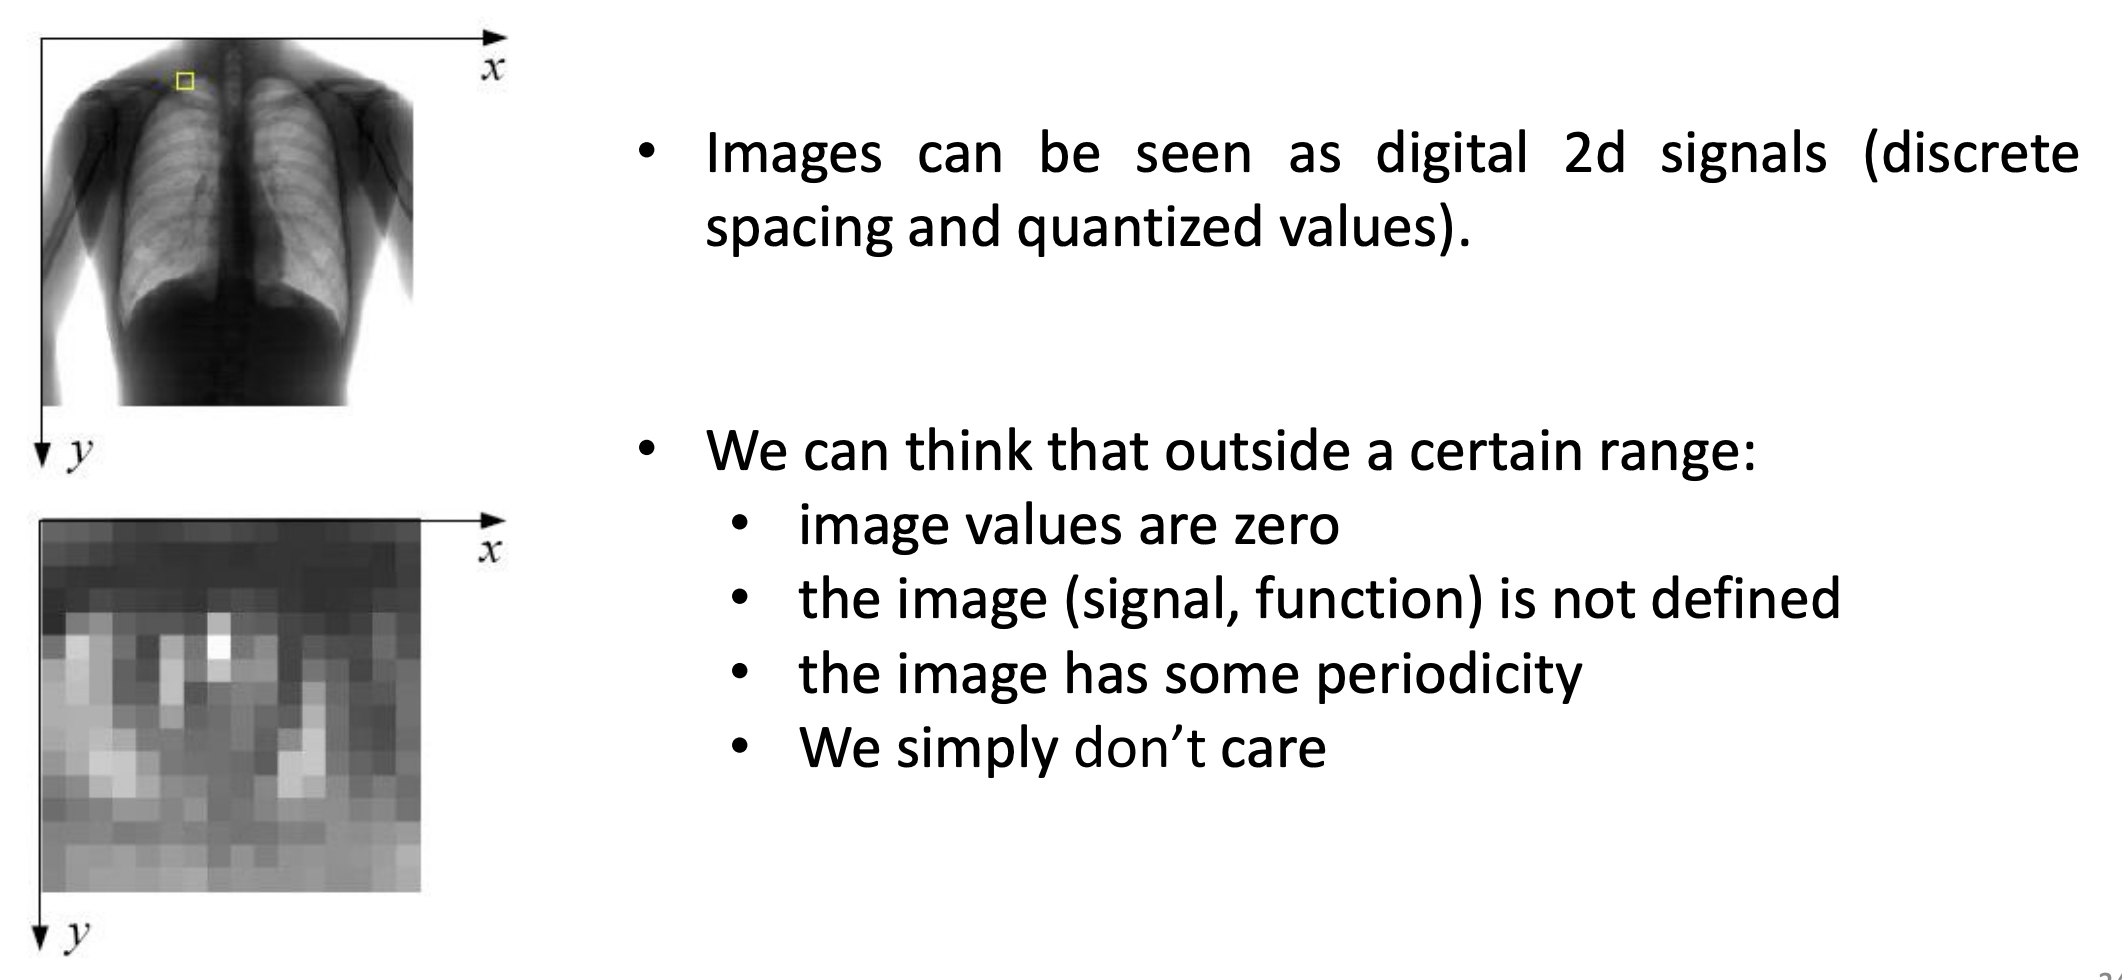 x
y
x
y
• Images can be seen as digital 2d signals (discrete
spacing and quantized values).
• We can think that outside a certain range:
• image values are zero
• the image (signal, function) is not defined
• the image has some periodicity
• We simply don’t care